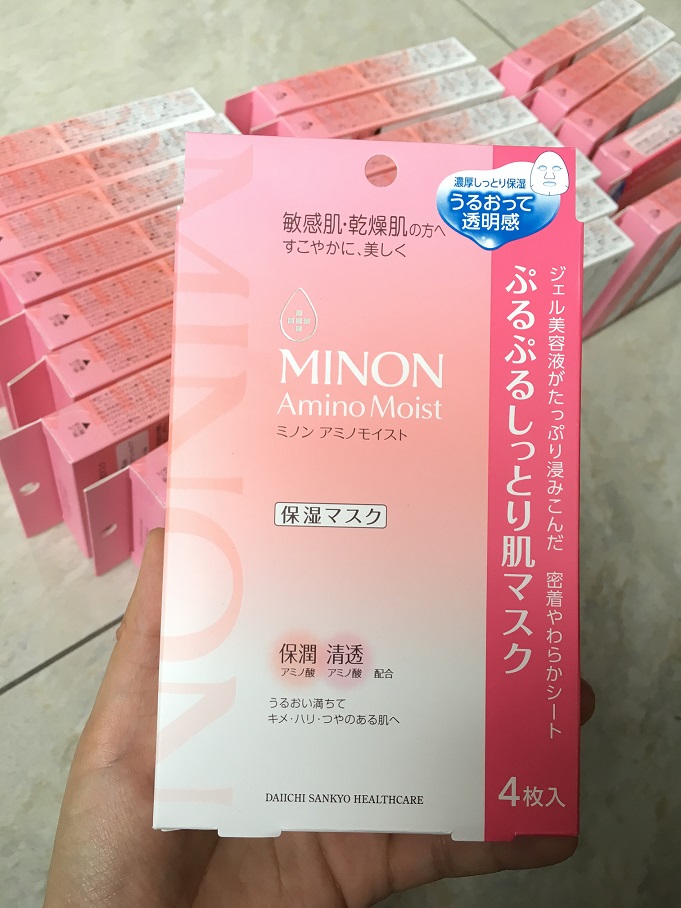 濃厚しっとり保湿
うるおって
透明感
敏感肌・乾燥肌の方へ
すこやかに、美しく
MINON
Amino Moist
ミノン アミノモイスト
保湿マスク
保潤 清透
アミノ酸 アミノ酸 配合
うるおい満ちて
キメ・ハリ・つやのある肌へ
DAIICHI SANKYO HEALTHCARE
MINON
ジェル美容液がたっぷり浸みこんだ 密着やわらかシート
ぷるぷるしっとり肌マスク
4枚入